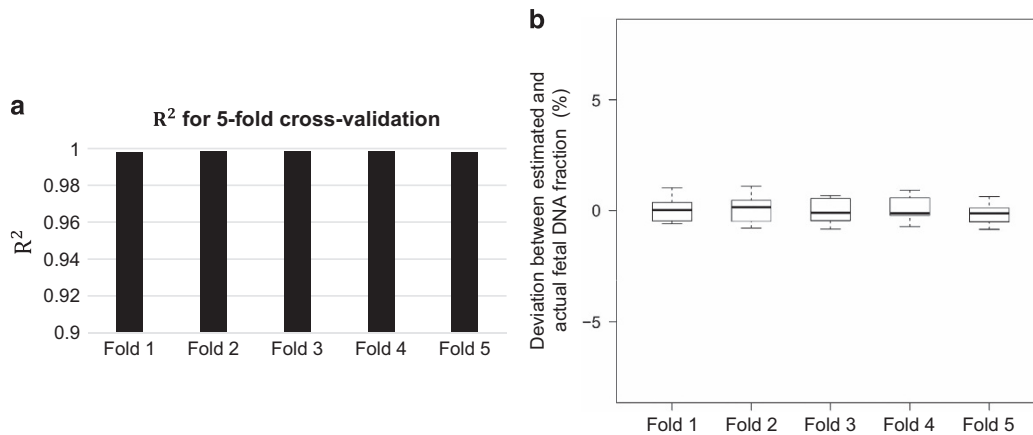 a
R² for 5-fold cross-validation
R²
1
0.98
0.96
0.94
0.92
0.9
Fold 1 Fold 2 Fold 3 Fold 4 Fold 5
b
Deviation between estimated and
actual fetal DNA fraction (%)
5
0
−5
Fold 1 Fold 2 Fold 3 Fold 4 Fold 5